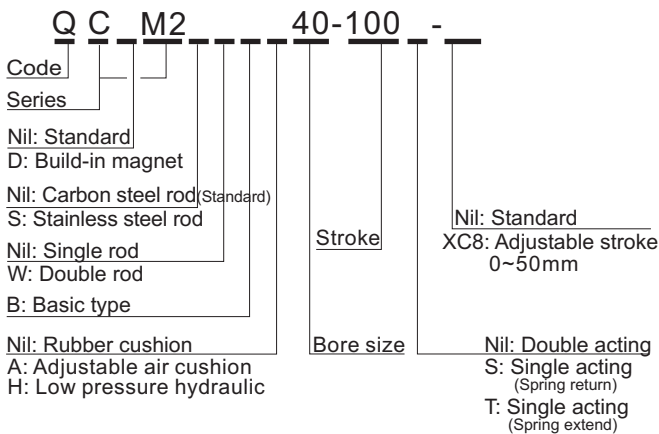 Q C M2 40-100 -
Code
Series
Nil: Standard
D: Build-in magnet
Nil: Carbon steel rod(Standard)
S: Stainless steel rod
Nil: Single rod
W: Double rod
B: Basic type
Nil: Rubber cushion
A: Adjustable air cushion
H: Low pressure hydraulic
Stroke
Bore size
Nil: Standard
XC8: Adjustable stroke
0~50mm
Nil: Double acting
S: Single acting
(Spring return)
T: Single acting
(Spring extend)